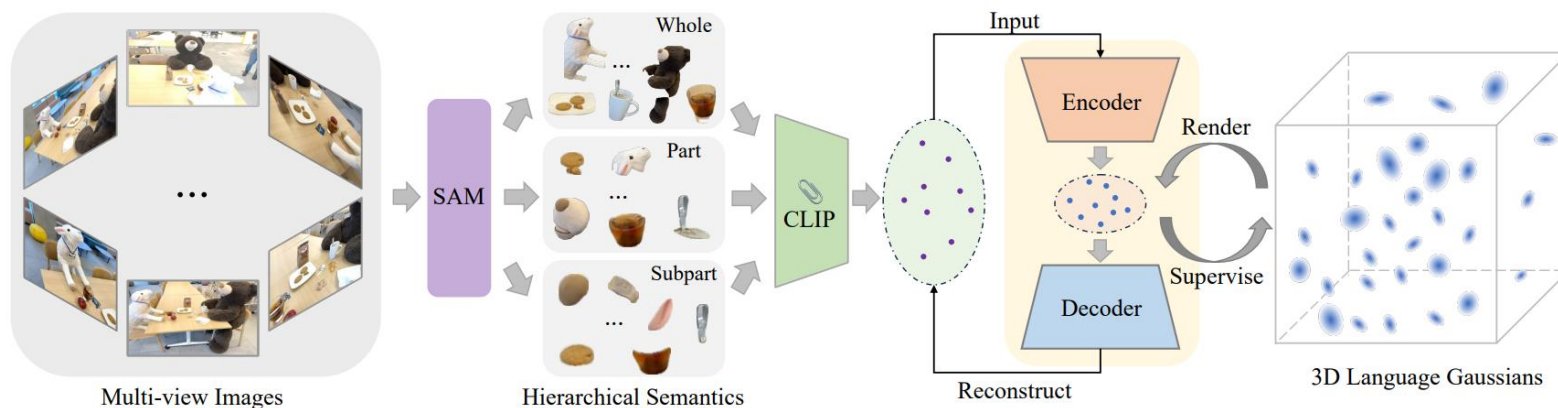 Multi-view Images
SAM
Whole
Part
Subpart
Hierarchical Semantics
CLIP
Input
Encoder
Decoder
Reconstruct
Render
Supervise
3D Language Gaussians